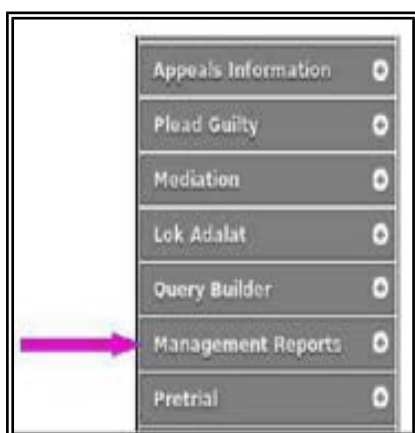 Appeals Information
Plead Guilty
Mediation
Lok Adalat
Query Builder
Management Reports
Pretrial